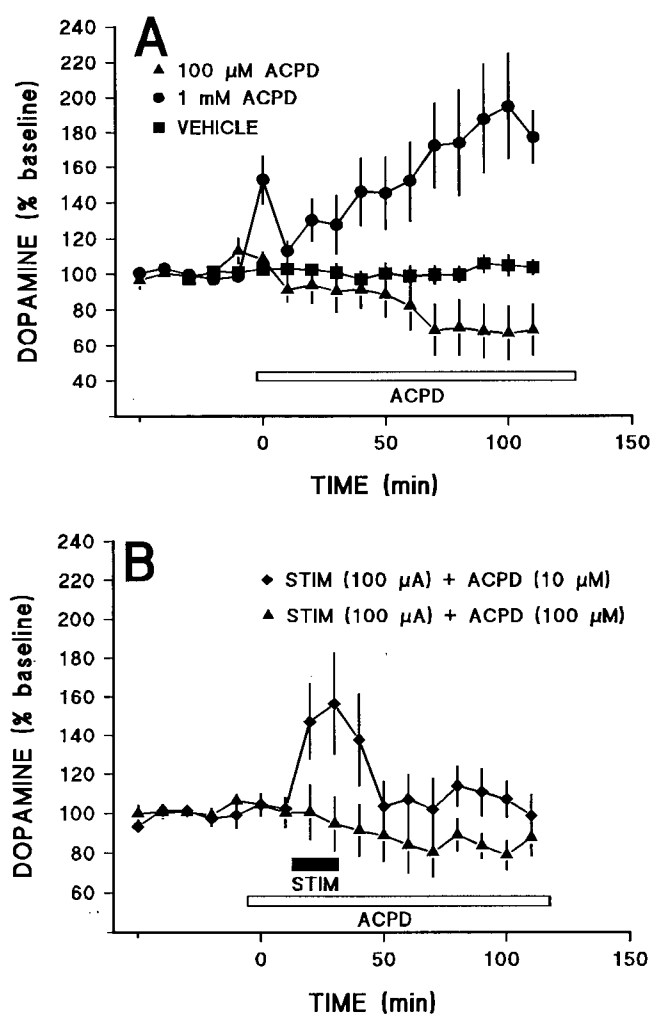 A
240
220
200
180
160
140
120
100
80
60
40
DOPAMINE (% baseline)
100 µM ACPD
1 mM ACPD
VEHICLE
ACPD
0
50
100
150
TIME (min)
B
240
220
200
180
160
140
120
100
80
60
DOPAMINE (% baseline)
STIM (100 µA) + ACPD (10 µM)
STIM (100 µA) + ACPD (100 µM)
STIM
ACPD
0
50
100
150
TIME (min)